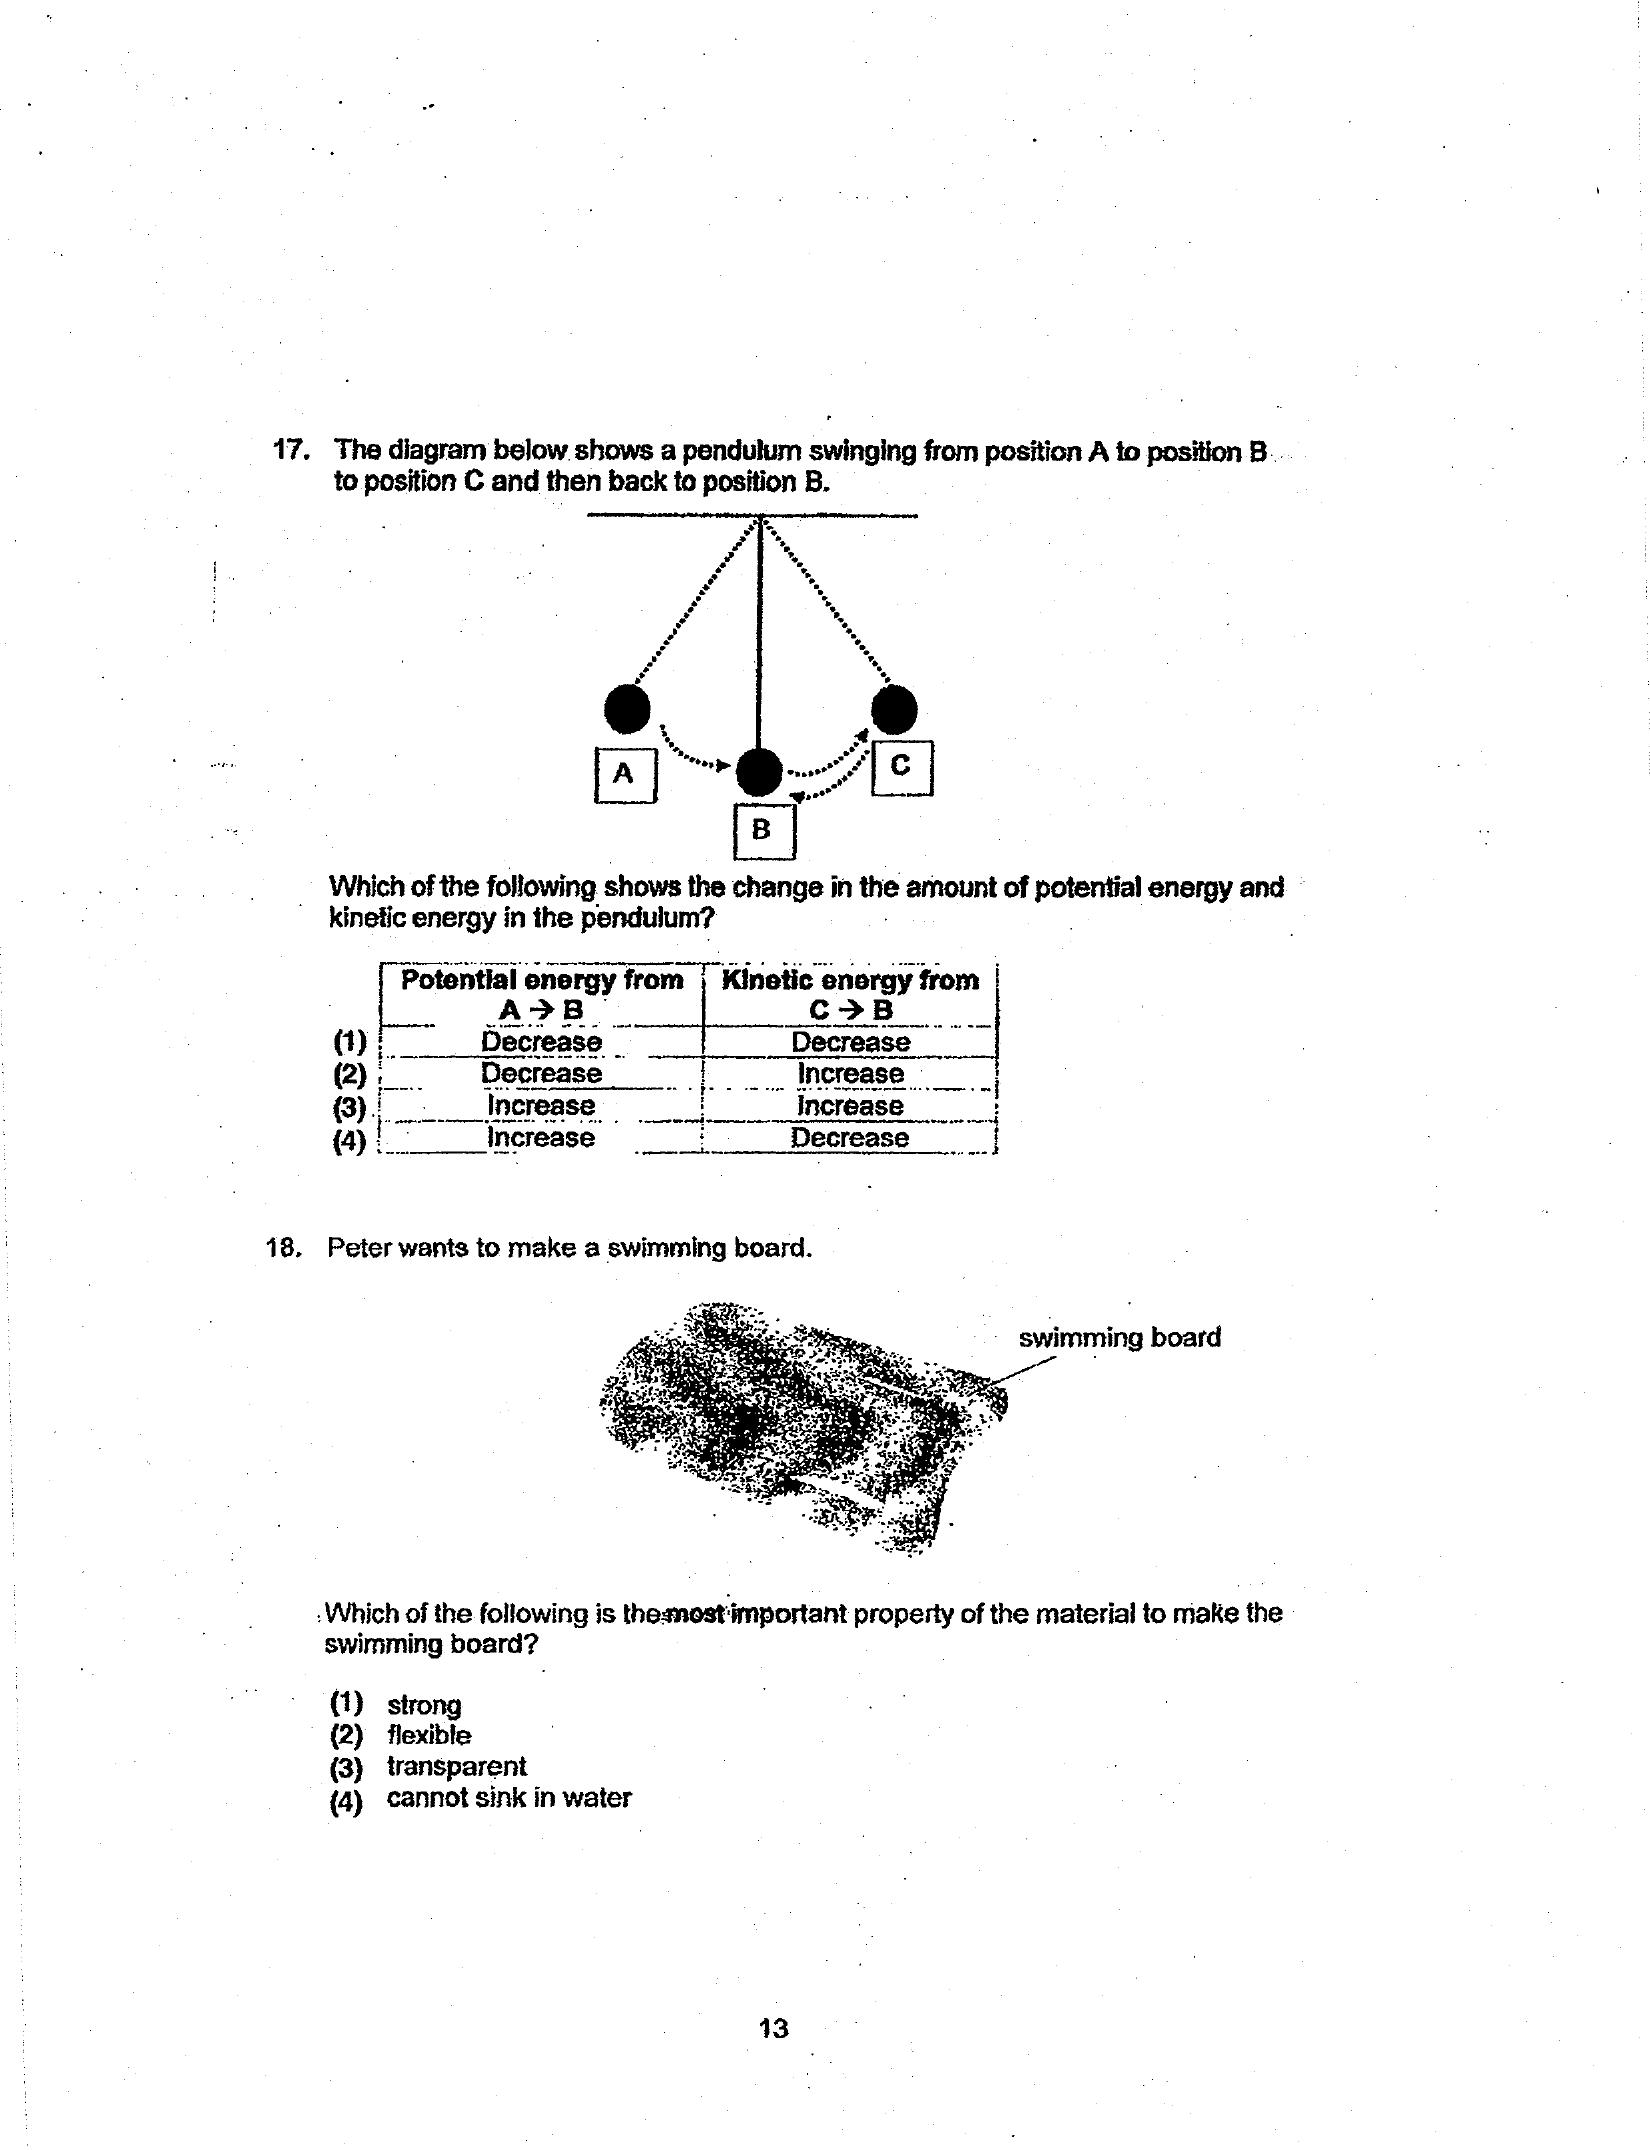 17. The diagram below shows a pendulum swinging from position A to position B
to position C and then back to position B.
A
C
B
Which of the following shows the change in the amount of potential energy and
kinetic energy in the pendulum?
Potential energy from Kinetic energy from
A → B C → B
(1) Decrease Decrease
(2) Decrease Increase
(3) Increase Increase
(4) Increase Decrease
18. Peter wants to make a swimming board.
swimming board
Which of the following is the most important property of the material to make the
swimming board?
(1) strong
(2) flexible
(3) transparent
(4) cannot sink in water
13